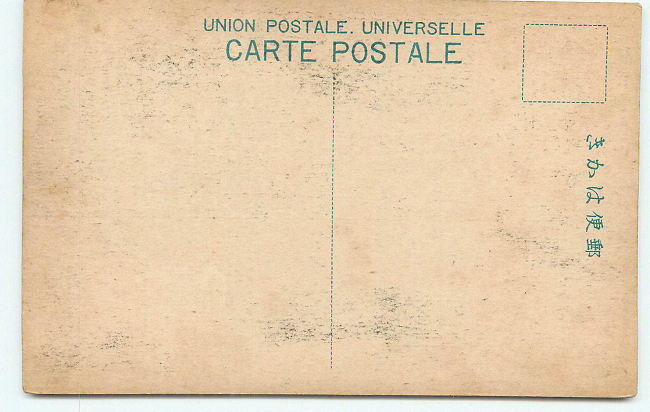 UNION POSTALE. UNIVERSELLE
CARTE POSTALE
郵便はかき